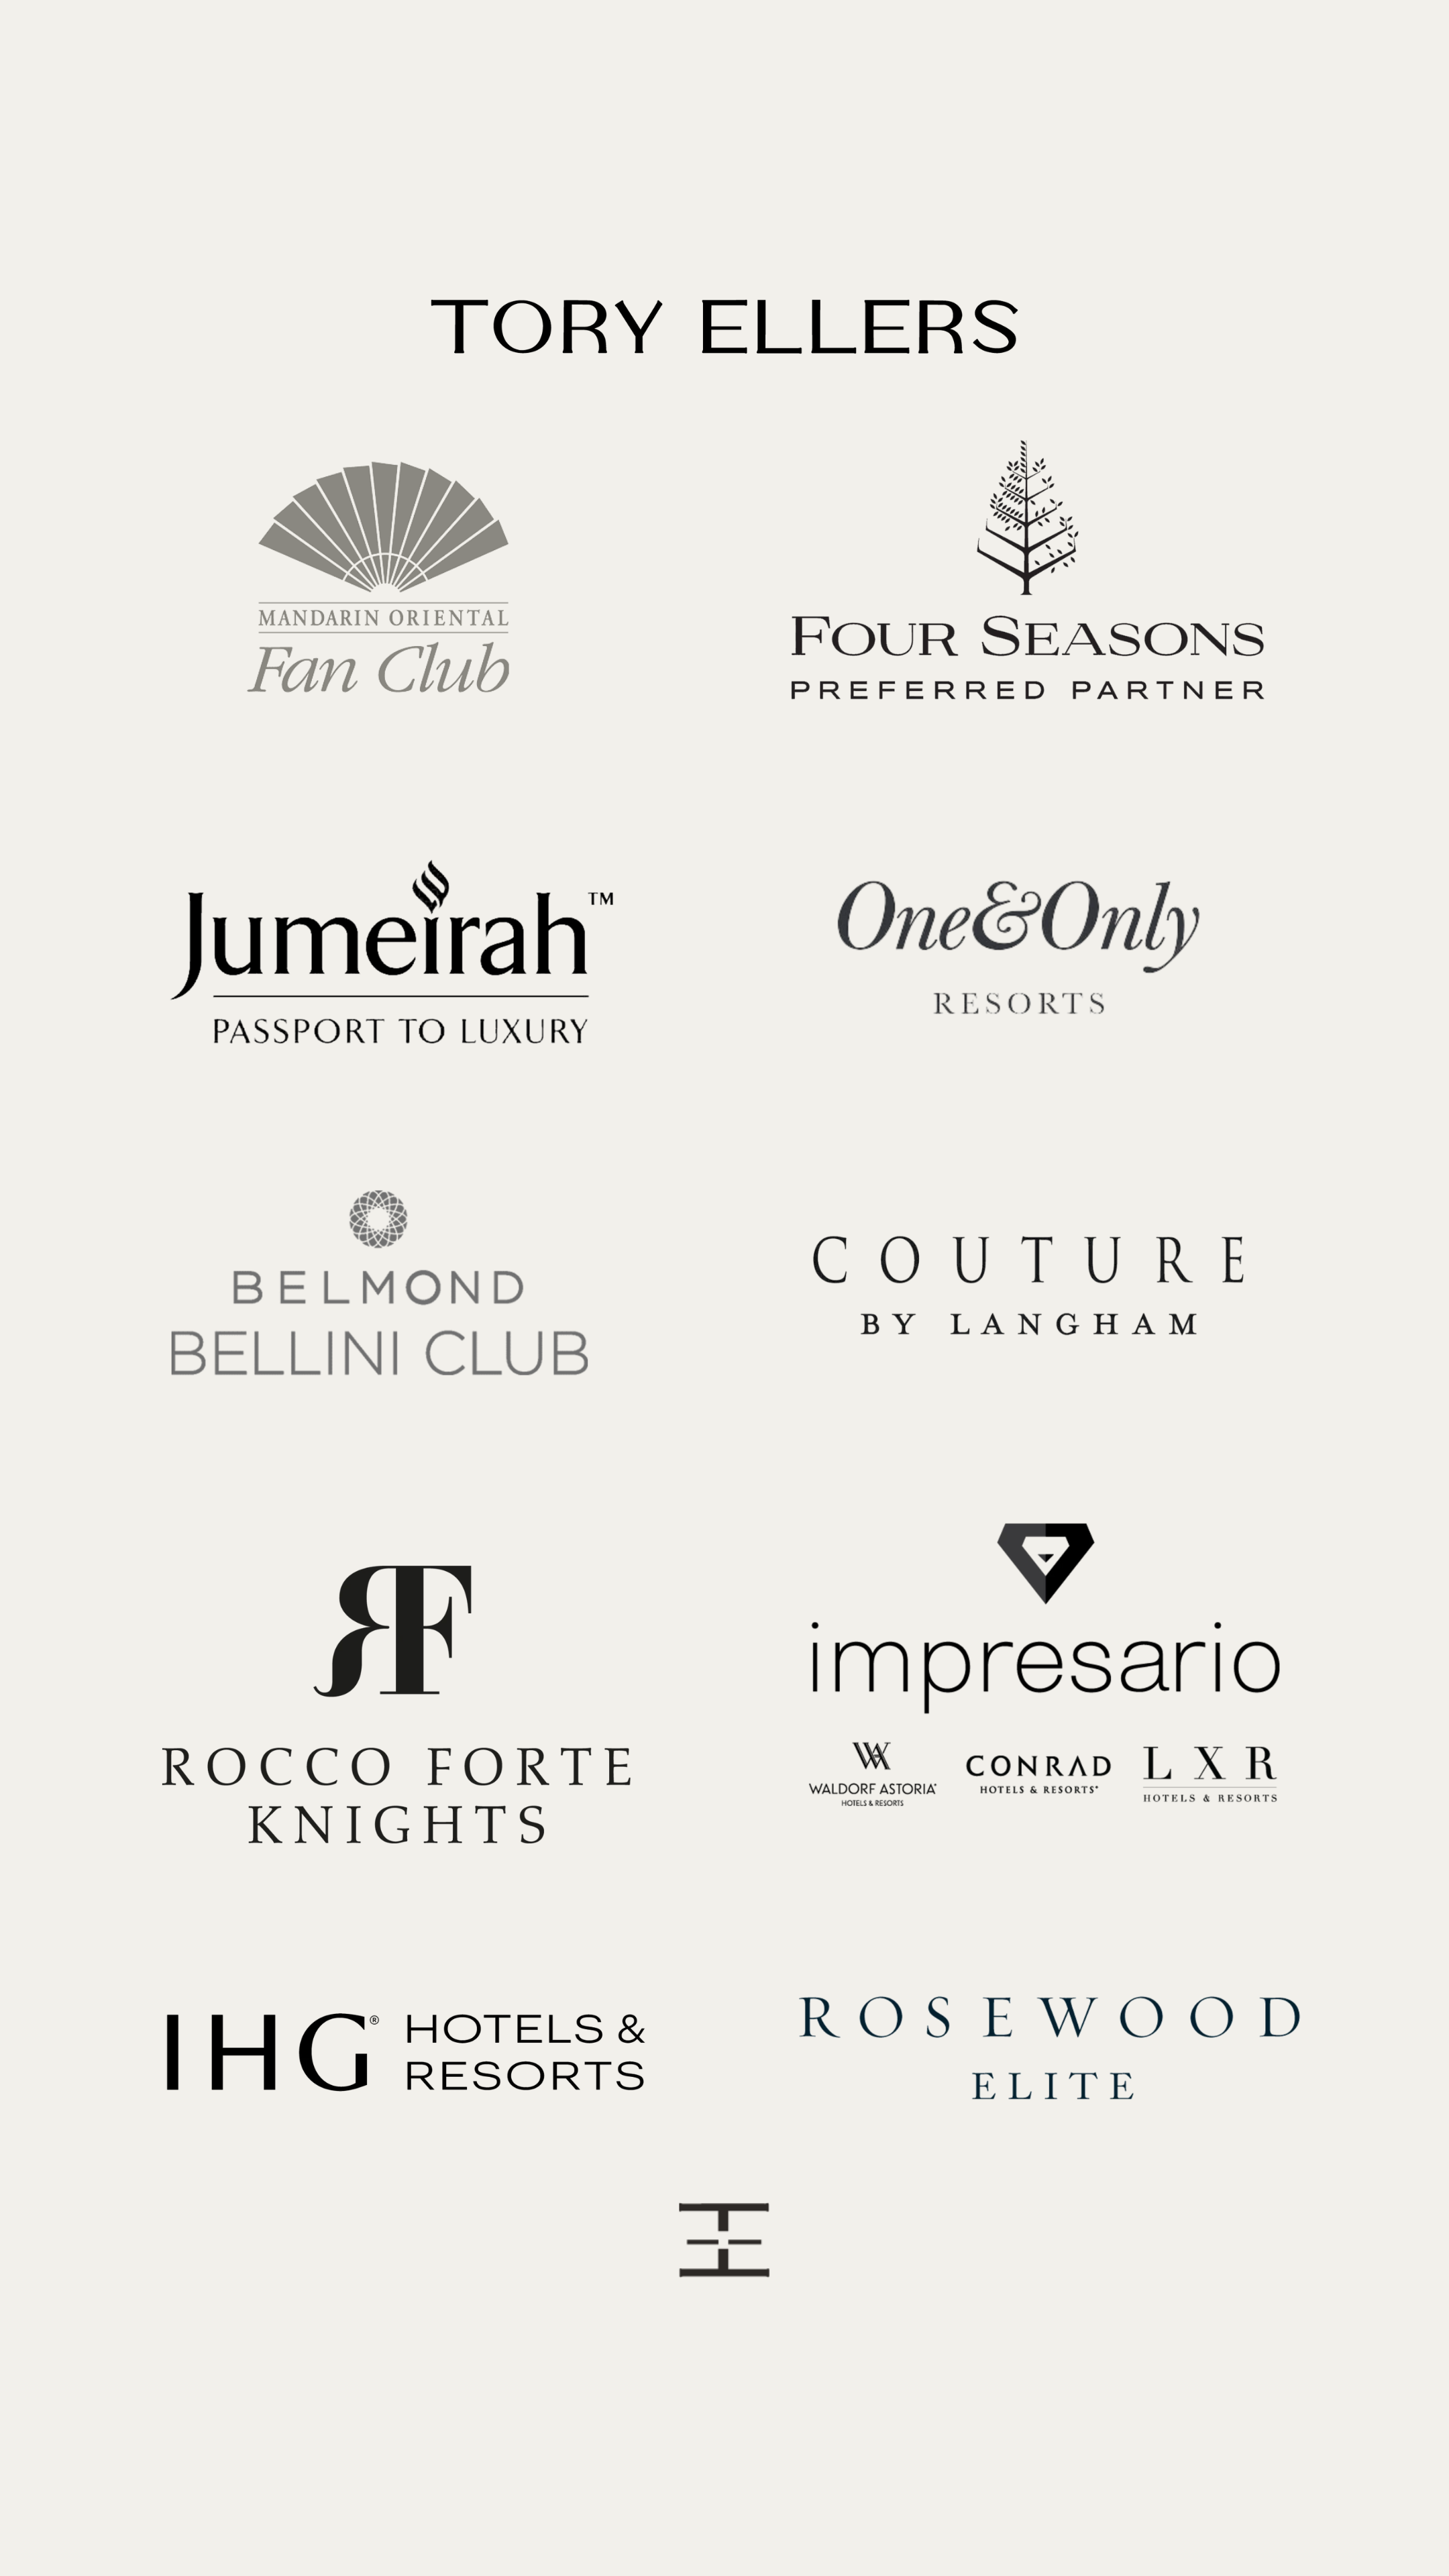 TORY ELLERS
MANDARIN ORIENTAL
Fan Club
FOUR SEASONS
PREFERRED PARTNER
Jumeirah™
PASSPORT TO LUXURY
One&Only
RESORTS
BELMOND
BELLINI CLUB
COUTURE
BY LANGHAM
RF
ROCCO FORTE
KNIGHTS
impresario
WA
WALDORF ASTORIA®
HOTELS & RESORTS
CONRAD
HOTELS & RESORTS®
LXR
HOTELS & RESORTS
IHG® HOTELS &
RESORTS
ROSEWOOD
ELITE